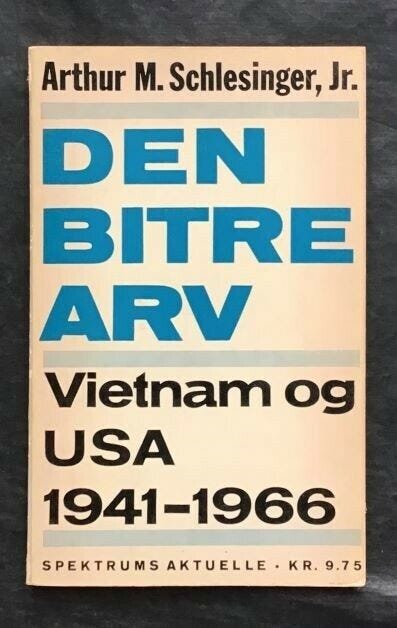 Arthur M. Schlesinger, Jr.
DEN
BITRE
ARV
Vietnam og
USA
1941–1966
SPEKTRUMS AKTUELLE · KR. 9.75